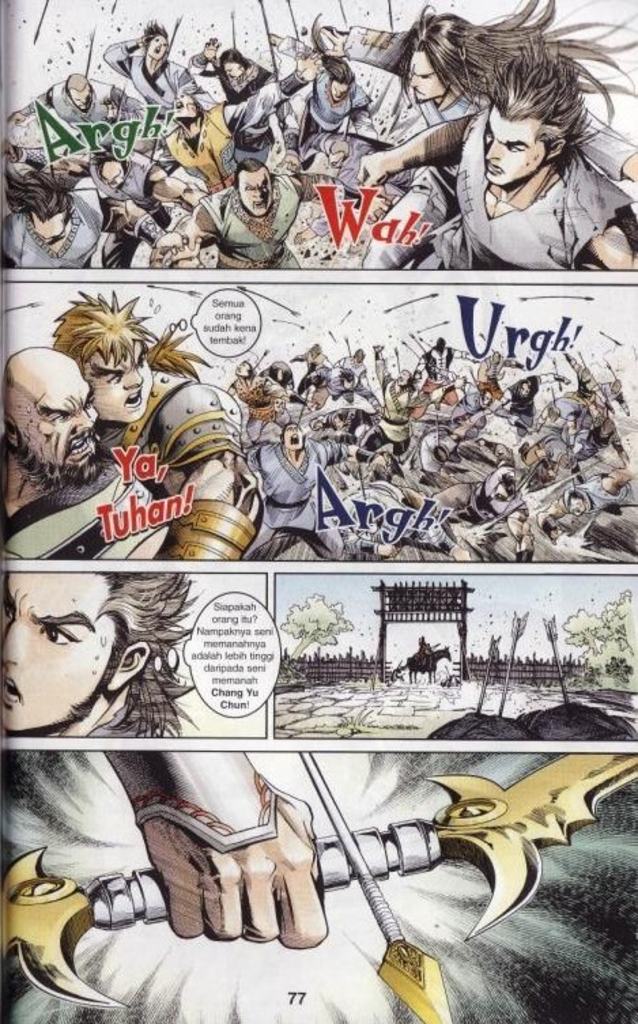 Argh!
Wah!
Semua
orang
sudah kena
tembak!
Urgh!
Ya,
Tuhan!
Argh!
Siapakah
orang itu?
Nampaknya seni
memanahnya
adalah lebih tinggi
daripada seni
memanah
Chang Yu
Chun!
77